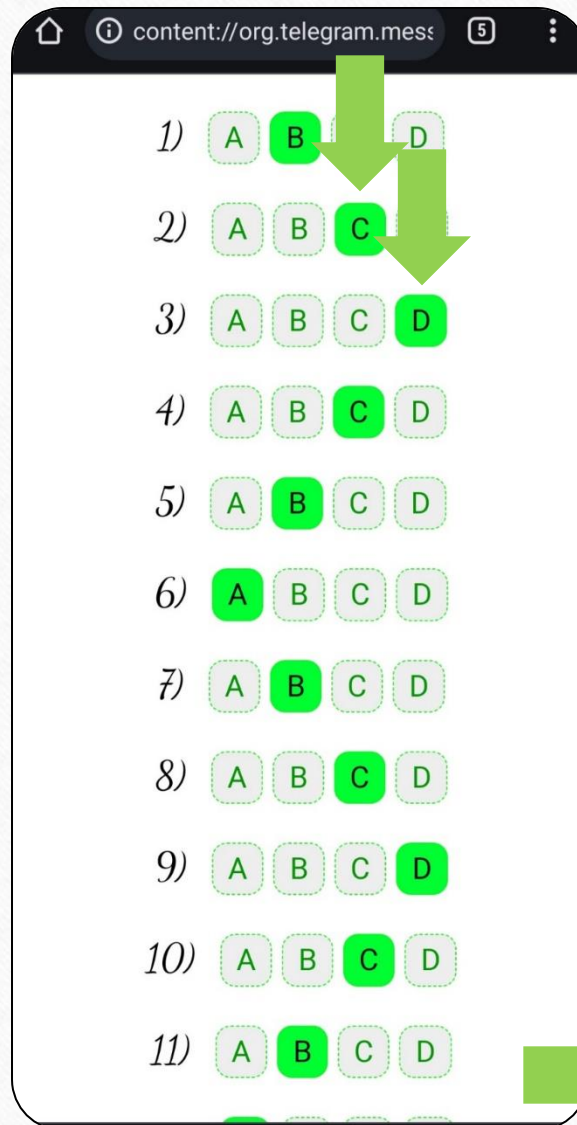 content://org.telegram.mess 5
1) A B D
2) A B C
3) A B C D
4) A B C D
5) A B C D
6) A B C D
7) A B C D
8) A B C D
9) A B C D
10) A B C D
11) A B C D